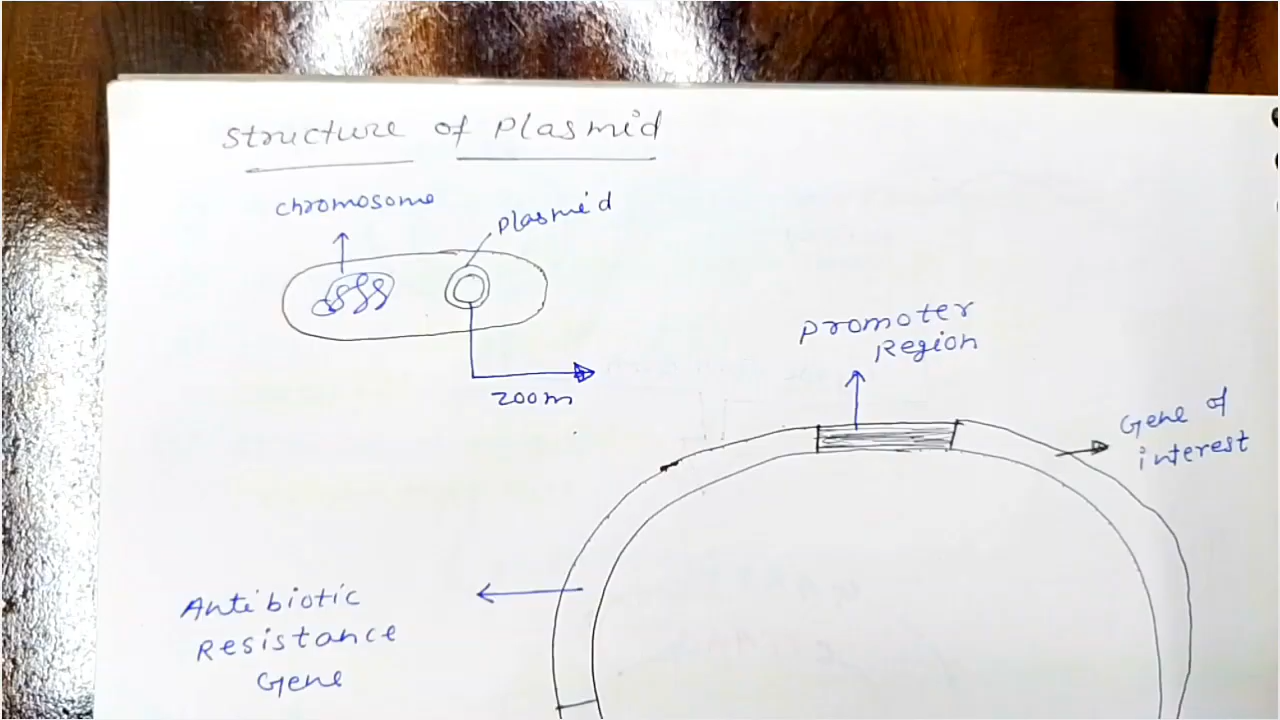 Structure of Plasmid
chromosome
Plasmid
zoom
Promoter
Region
Gene of
interest
Antibiotic
Resistance
Gene